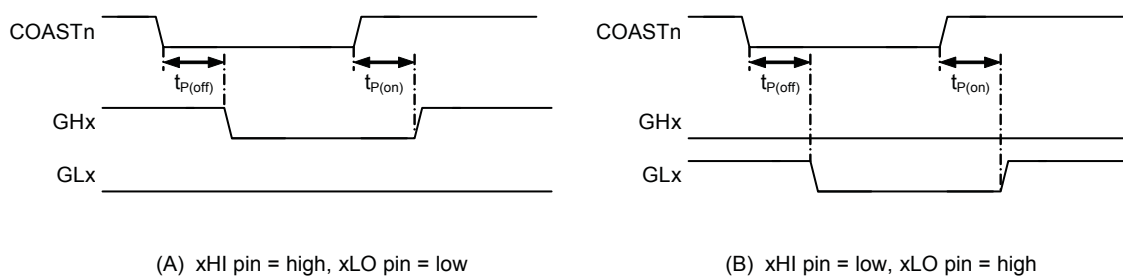 COASTn
tP(off)
tP(on)
GHx
GLx
(A) xHI pin = high, xLO pin = low
COASTn
tP(off)
tP(on)
GHx
GLx
(B) xHI pin = low, xLO pin = high